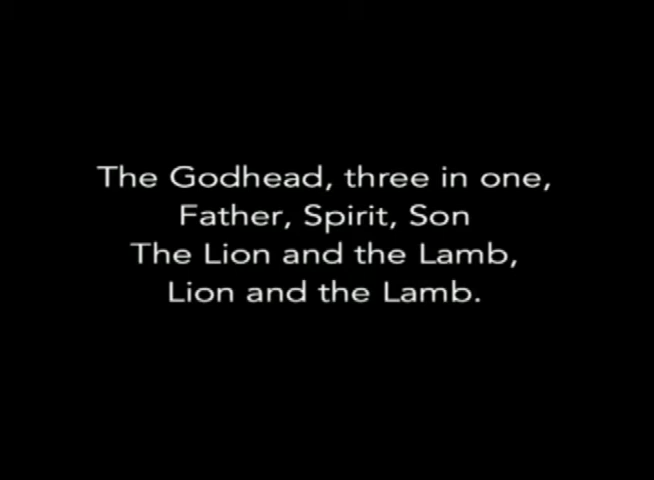 The Godhead, three in one,
Father, Spirit, Son
The Lion and the Lamb,
Lion and the Lamb.